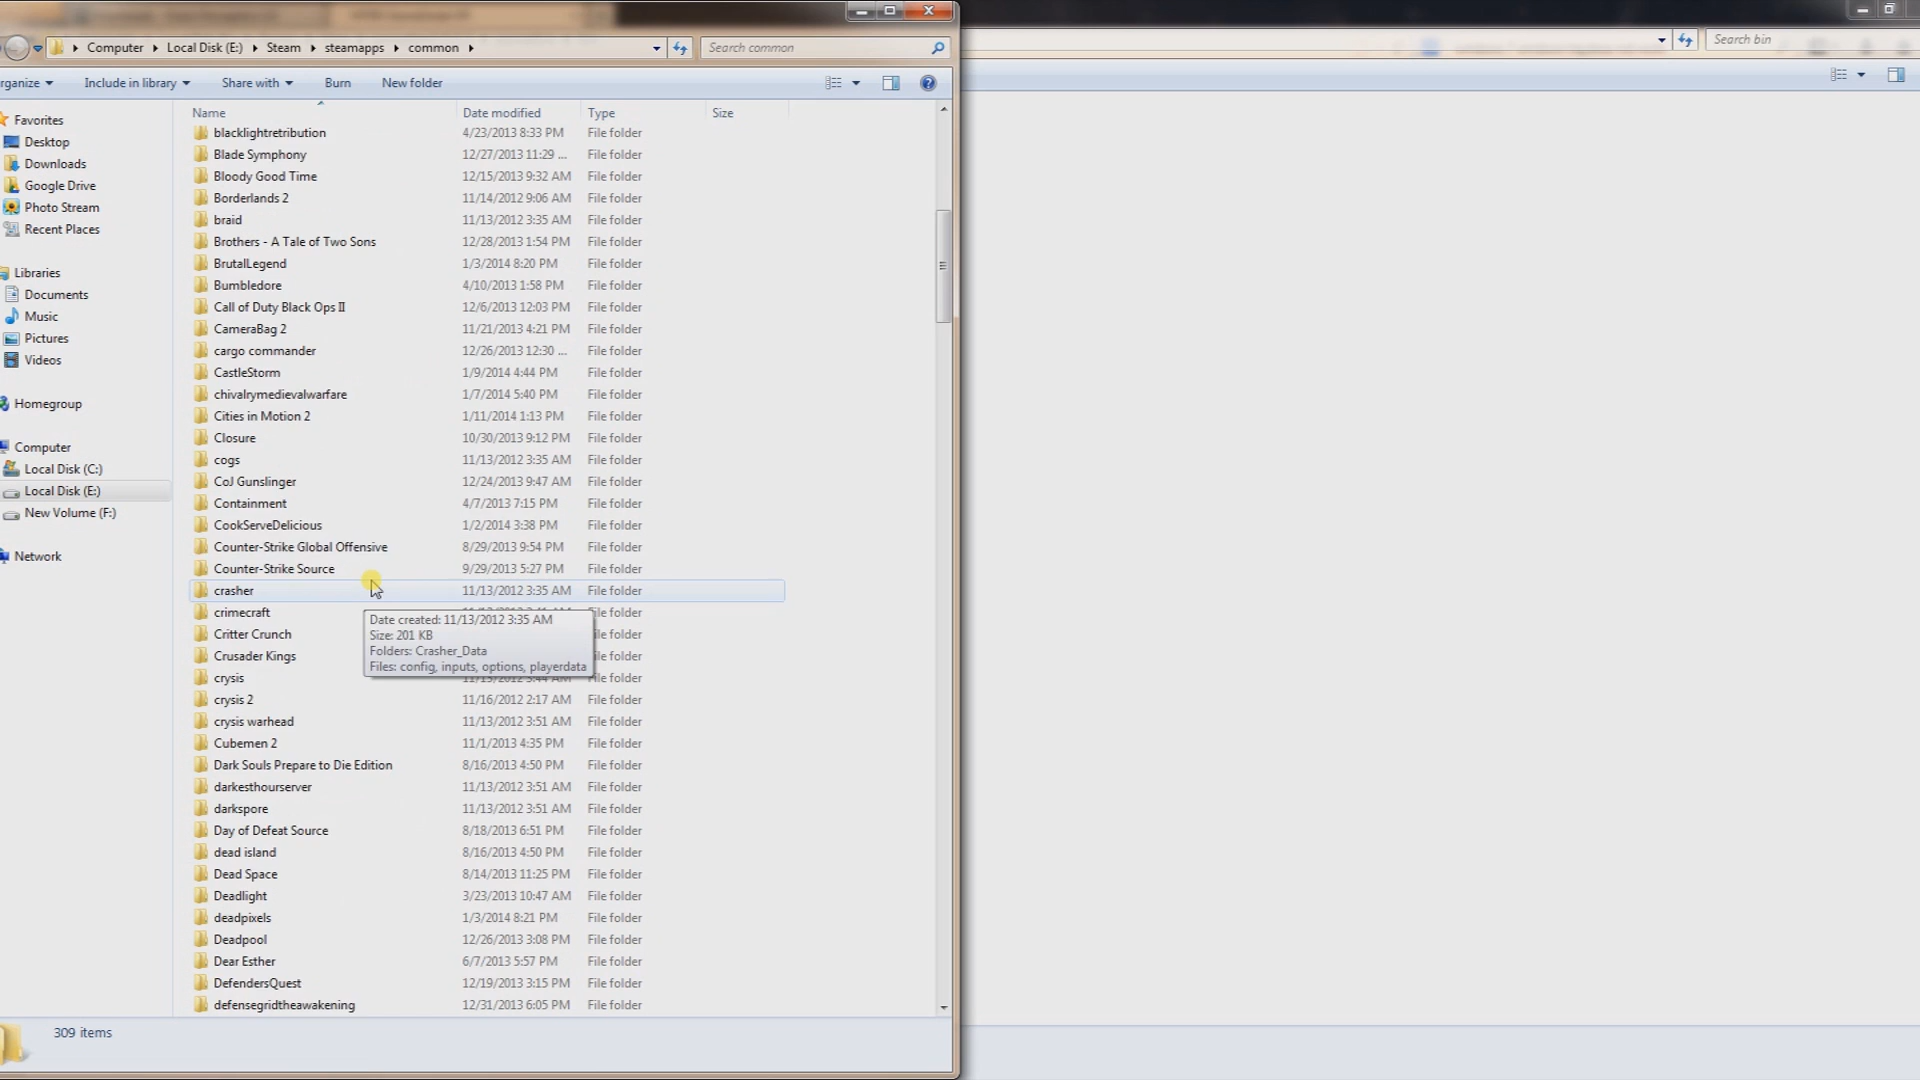 Computer Local Disk (E:) Steam steamapps common Search common
Search bin
rganize Include in library Share with Burn New folder
Name Date modified Type Size
Favorites
Desktop
Downloads
Google Drive
Photo Stream
Recent Places
Libraries
Documents
Music
Pictures
Videos
Homegroup
Computer
Local Disk (C:)
Local Disk (E:)
New Volume (F:)
Network
blacklightretribution 4/23/2013 8:33 PM File folder
Blade Symphony 12/27/2013 11:29 ... File folder
Bloody Good Time 12/15/2013 9:32 AM File folder
Borderlands 2 11/14/2012 9:06 AM File folder
braid 11/13/2012 3:35 AM File folder
Brothers - A Tale of Two Sons 12/28/2013 1:54 PM File folder
BrutalLegend 1/3/2014 8:20 PM File folder
Bumbledore 4/10/2013 1:58 PM File folder
Call of Duty Black Ops II 12/6/2013 12:03 PM File folder
CameraBag 2 11/21/2013 4:21 PM File folder
cargo commander 12/26/2013 12:30 ... File folder
CastleStorm 1/9/2014 4:44 PM File folder
chivalrymedievalwarfare 1/7/2014 5:40 PM File folder
Cities in Motion 2 1/11/2014 1:13 PM File folder
Closure 10/30/2013 9:12 PM File folder
cogs 11/13/2012 3:35 AM File folder
CoJ Gunslinger 12/24/2013 9:47 AM File folder
Containment 4/7/2013 7:15 PM File folder
CookServeDelicious 1/2/2014 3:38 PM File folder
Counter-Strike Global Offensive 8/29/2013 9:54 PM File folder
Counter-Strike Source 9/29/2013 5:27 PM File folder
crasher 11/13/2012 3:35 AM File folder
crimecraft File folder
Date created: 11/13/2012 3:35 AM
Size: 201 KB
Folders: Crasher_Data
Files: config, inputs, options, playerdata
Critter Crunch File folder
Crusader Kings File folder
crysis 11/13/2012 3:44 AM File folder
crysis 2 11/16/2012 2:17 AM File folder
crysis warhead 11/13/2012 3:51 AM File folder
Cubemen 2 11/1/2013 4:35 PM File folder
Dark Souls Prepare to Die Edition 8/16/2013 4:50 PM File folder
darkesthourserver 11/13/2012 3:51 AM File folder
darkspore 11/13/2012 3:51 AM File folder
Day of Defeat Source 8/18/2013 6:51 PM File folder
dead island 8/16/2013 4:50 PM File folder
Dead Space 8/14/2013 11:25 PM File folder
Deadlight 3/23/2013 10:47 AM File folder
deadpixels 1/3/2014 8:21 PM File folder
Deadpool 12/26/2013 3:08 PM File folder
Dear Esther 6/7/2013 5:57 PM File folder
DefendersQuest 12/19/2013 3:15 PM File folder
defensegridtheawakening 12/31/2013 6:05 PM File folder
309 items